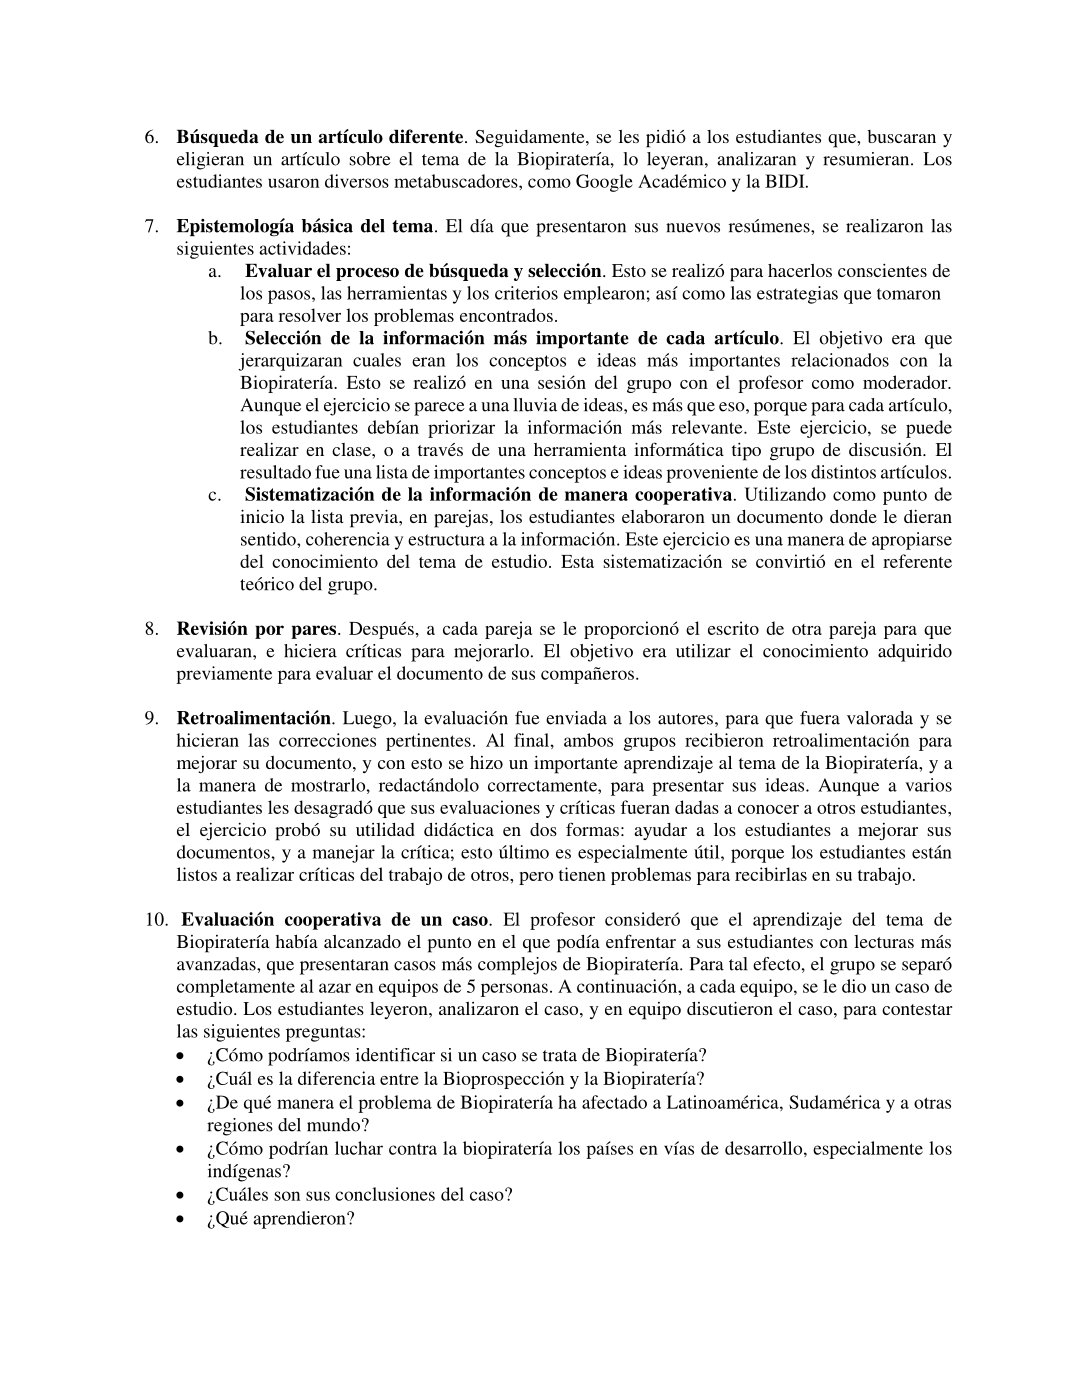 6. Búsqueda de un artículo diferente. Seguidamente, se les pidió a los estudiantes que, buscaran y
eligieran un artículo sobre el tema de la Biopiratería, lo leyeran, analizaran y resumieran. Los
estudiantes usaron diversos metabuscadores, como Google Académico y la BIDI.
7. Epistemología básica del tema. El día que presentaron sus nuevos resúmenes, se realizaron las
siguientes actividades:
a. Evaluar el proceso de búsqueda y selección. Esto se realizó para hacerlos conscientes de
los pasos, las herramientas y los criterios emplearon; así como las estrategias que tomaron
para resolver los problemas encontrados.
b. Selección de la información más importante de cada artículo. El objetivo era que
jerarquizaran cuales eran los conceptos e ideas más importantes relacionados con la
Biopiratería. Esto se realizó en una sesión del grupo con el profesor como moderador.
Aunque el ejercicio se parece a una lluvia de ideas, es más que eso, porque para cada artículo,
los estudiantes debían priorizar la información más relevante. Este ejercicio, se puede
realizar en clase, o a través de una herramienta informática tipo grupo de discusión. El
resultado fue una lista de importantes conceptos e ideas proveniente de los distintos artículos.
c. Sistematización de la información de manera cooperativa. Utilizando como punto de
inicio la lista previa, en parejas, los estudiantes elaboraron un documento donde le dieran
sentido, coherencia y estructura a la información. Este ejercicio es una manera de apropiarse
del conocimiento del tema de estudio. Esta sistematización se convirtió en el referente
teórico del grupo.
8. Revisión por pares. Después, a cada pareja se le proporcionó el escrito de otra pareja para que
evaluaran, e hiciera críticas para mejorarlo. El objetivo era utilizar el conocimiento adquirido
previamente para evaluar el documento de sus compañeros.
9. Retroalimentación. Luego, la evaluación fue enviada a los autores, para que fuera valorada y se
hicieran las correcciones pertinentes. Al final, ambos grupos recibieron retroalimentación para
mejorar su documento, y con esto se hizo un importante aprendizaje al tema de la Biopiratería, y a
la manera de mostrarlo, redactándolo correctamente, para presentar sus ideas. Aunque a varios
estudiantes les desagradó que sus evaluaciones y críticas fueran dadas a conocer a otros estudiantes,
el ejercicio probó su utilidad didáctica en dos formas: ayudar a los estudiantes a mejorar sus
documentos, y a manejar la crítica; esto último es especialmente útil, porque los estudiantes están
listos a realizar críticas del trabajo de otros, pero tienen problemas para recibirlas en su trabajo.
10. Evaluación cooperativa de un caso. El profesor consideró que el aprendizaje del tema de
Biopiratería había alcanzado el punto en el que podía enfrentar a sus estudiantes con lecturas más
avanzadas, que presentaran casos más complejos de Biopiratería. Para tal efecto, el grupo se separó
completamente al azar en equipos de 5 personas. A continuación, a cada equipo, se le dio un caso de
estudio. Los estudiantes leyeron, analizaron el caso, y en equipo discutieron el caso, para contestar
las siguientes preguntas:
• ¿Cómo podríamos identificar si un caso se trata de Biopiratería?
• ¿Cuál es la diferencia entre la Bioprospección y la Biopiratería?
• ¿De qué manera el problema de Biopiratería ha afectado a Latinoamérica, Sudamérica y a otras
regiones del mundo?
• ¿Cómo podrían luchar contra la biopiratería los países en vías de desarrollo, especialmente los
indígenas?
• ¿Cuáles son sus conclusiones del caso?
• ¿Qué aprendieron?